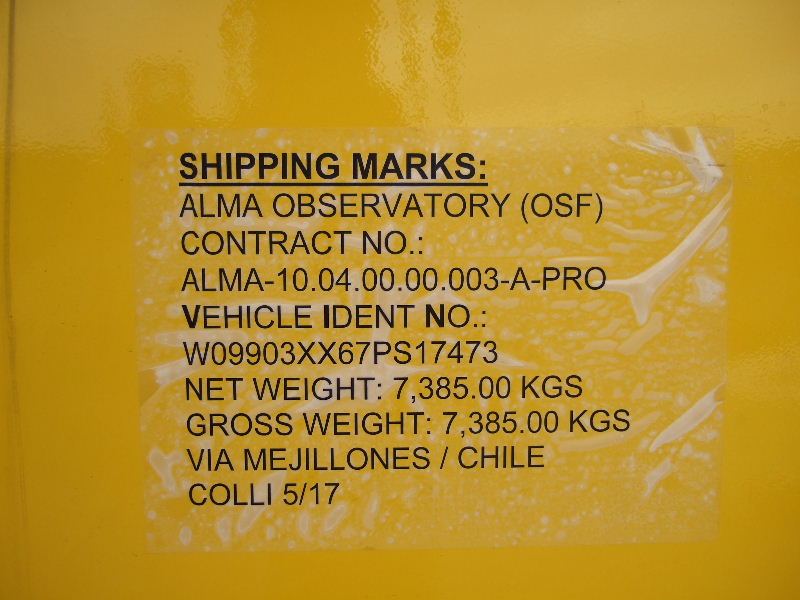 SHIPPING MARKS:
ALMA OBSERVATORY (OSF)
CONTRACT NO.:
ALMA-10.04.00.00.003-A-PRO
VEHICLE IDENT NO.:
W09903XX67PS17473
NET WEIGHT: 7,385.00 KGS
GROSS WEIGHT: 7,385.00 KGS
VIA MEJILLONES / CHILE
COLLI 5/17